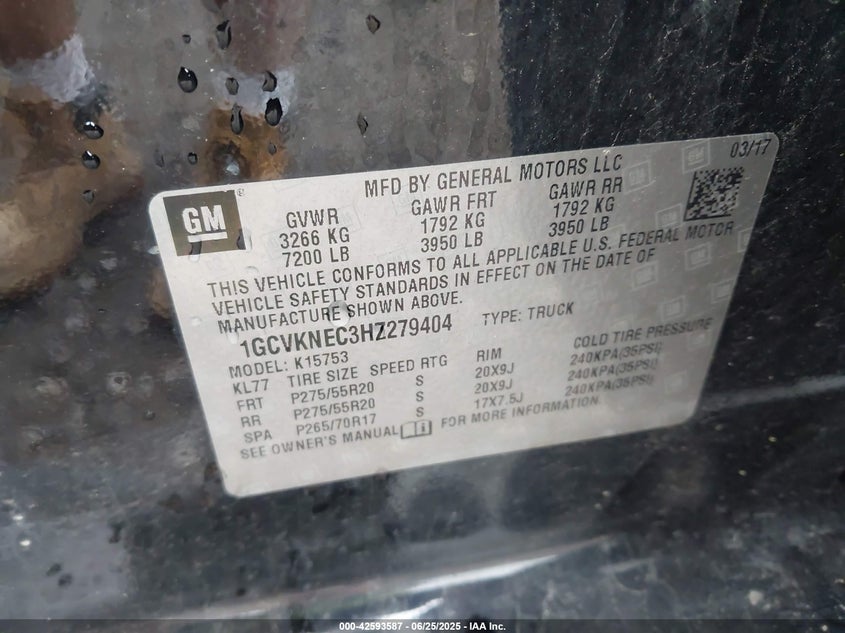 MFD BY GENERAL MOTORS LLC
03/17
GM
®
GVWR GAWR FRT GAWR RR
3266 KG 1792 KG 1792 KG
7200 LB 3950 LB 3950 LB
THIS VEHICLE CONFORMS TO ALL APPLICABLE U.S. FEDERAL MOTOR
VEHICLE SAFETY STANDARDS IN EFFECT ON THE DATE OF
MANUFACTURE SHOWN ABOVE.
1GCVKNEC3HZ279404 TYPE: TRUCK
MODEL: K15753
KL77 TIRE SIZE SPEED RTG RIM COLD TIRE PRESSURE
FRT P275/55R20 S 20X9J 240KPA(35PSI)
RR P275/55R20 S 20X9J 240KPA(35PSI)
SPA P265/70R17 S 17X7.5J 240KPA(35PSI)
SEE OWNER'S MANUAL FOR MORE INFORMATION.
000-42593587 - 06/25/2025 - IAA Inc.